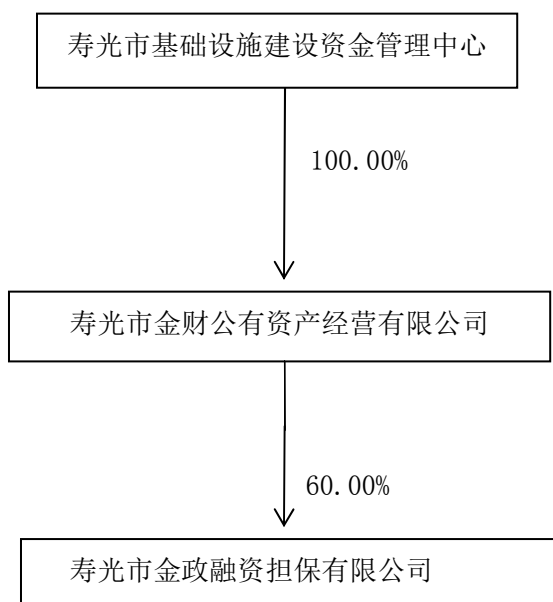 寿光市基础设施建设资金管理中心
100.00%
寿光市金财公有资产经营有限公司
60.00%
寿光市金政融资担保有限公司